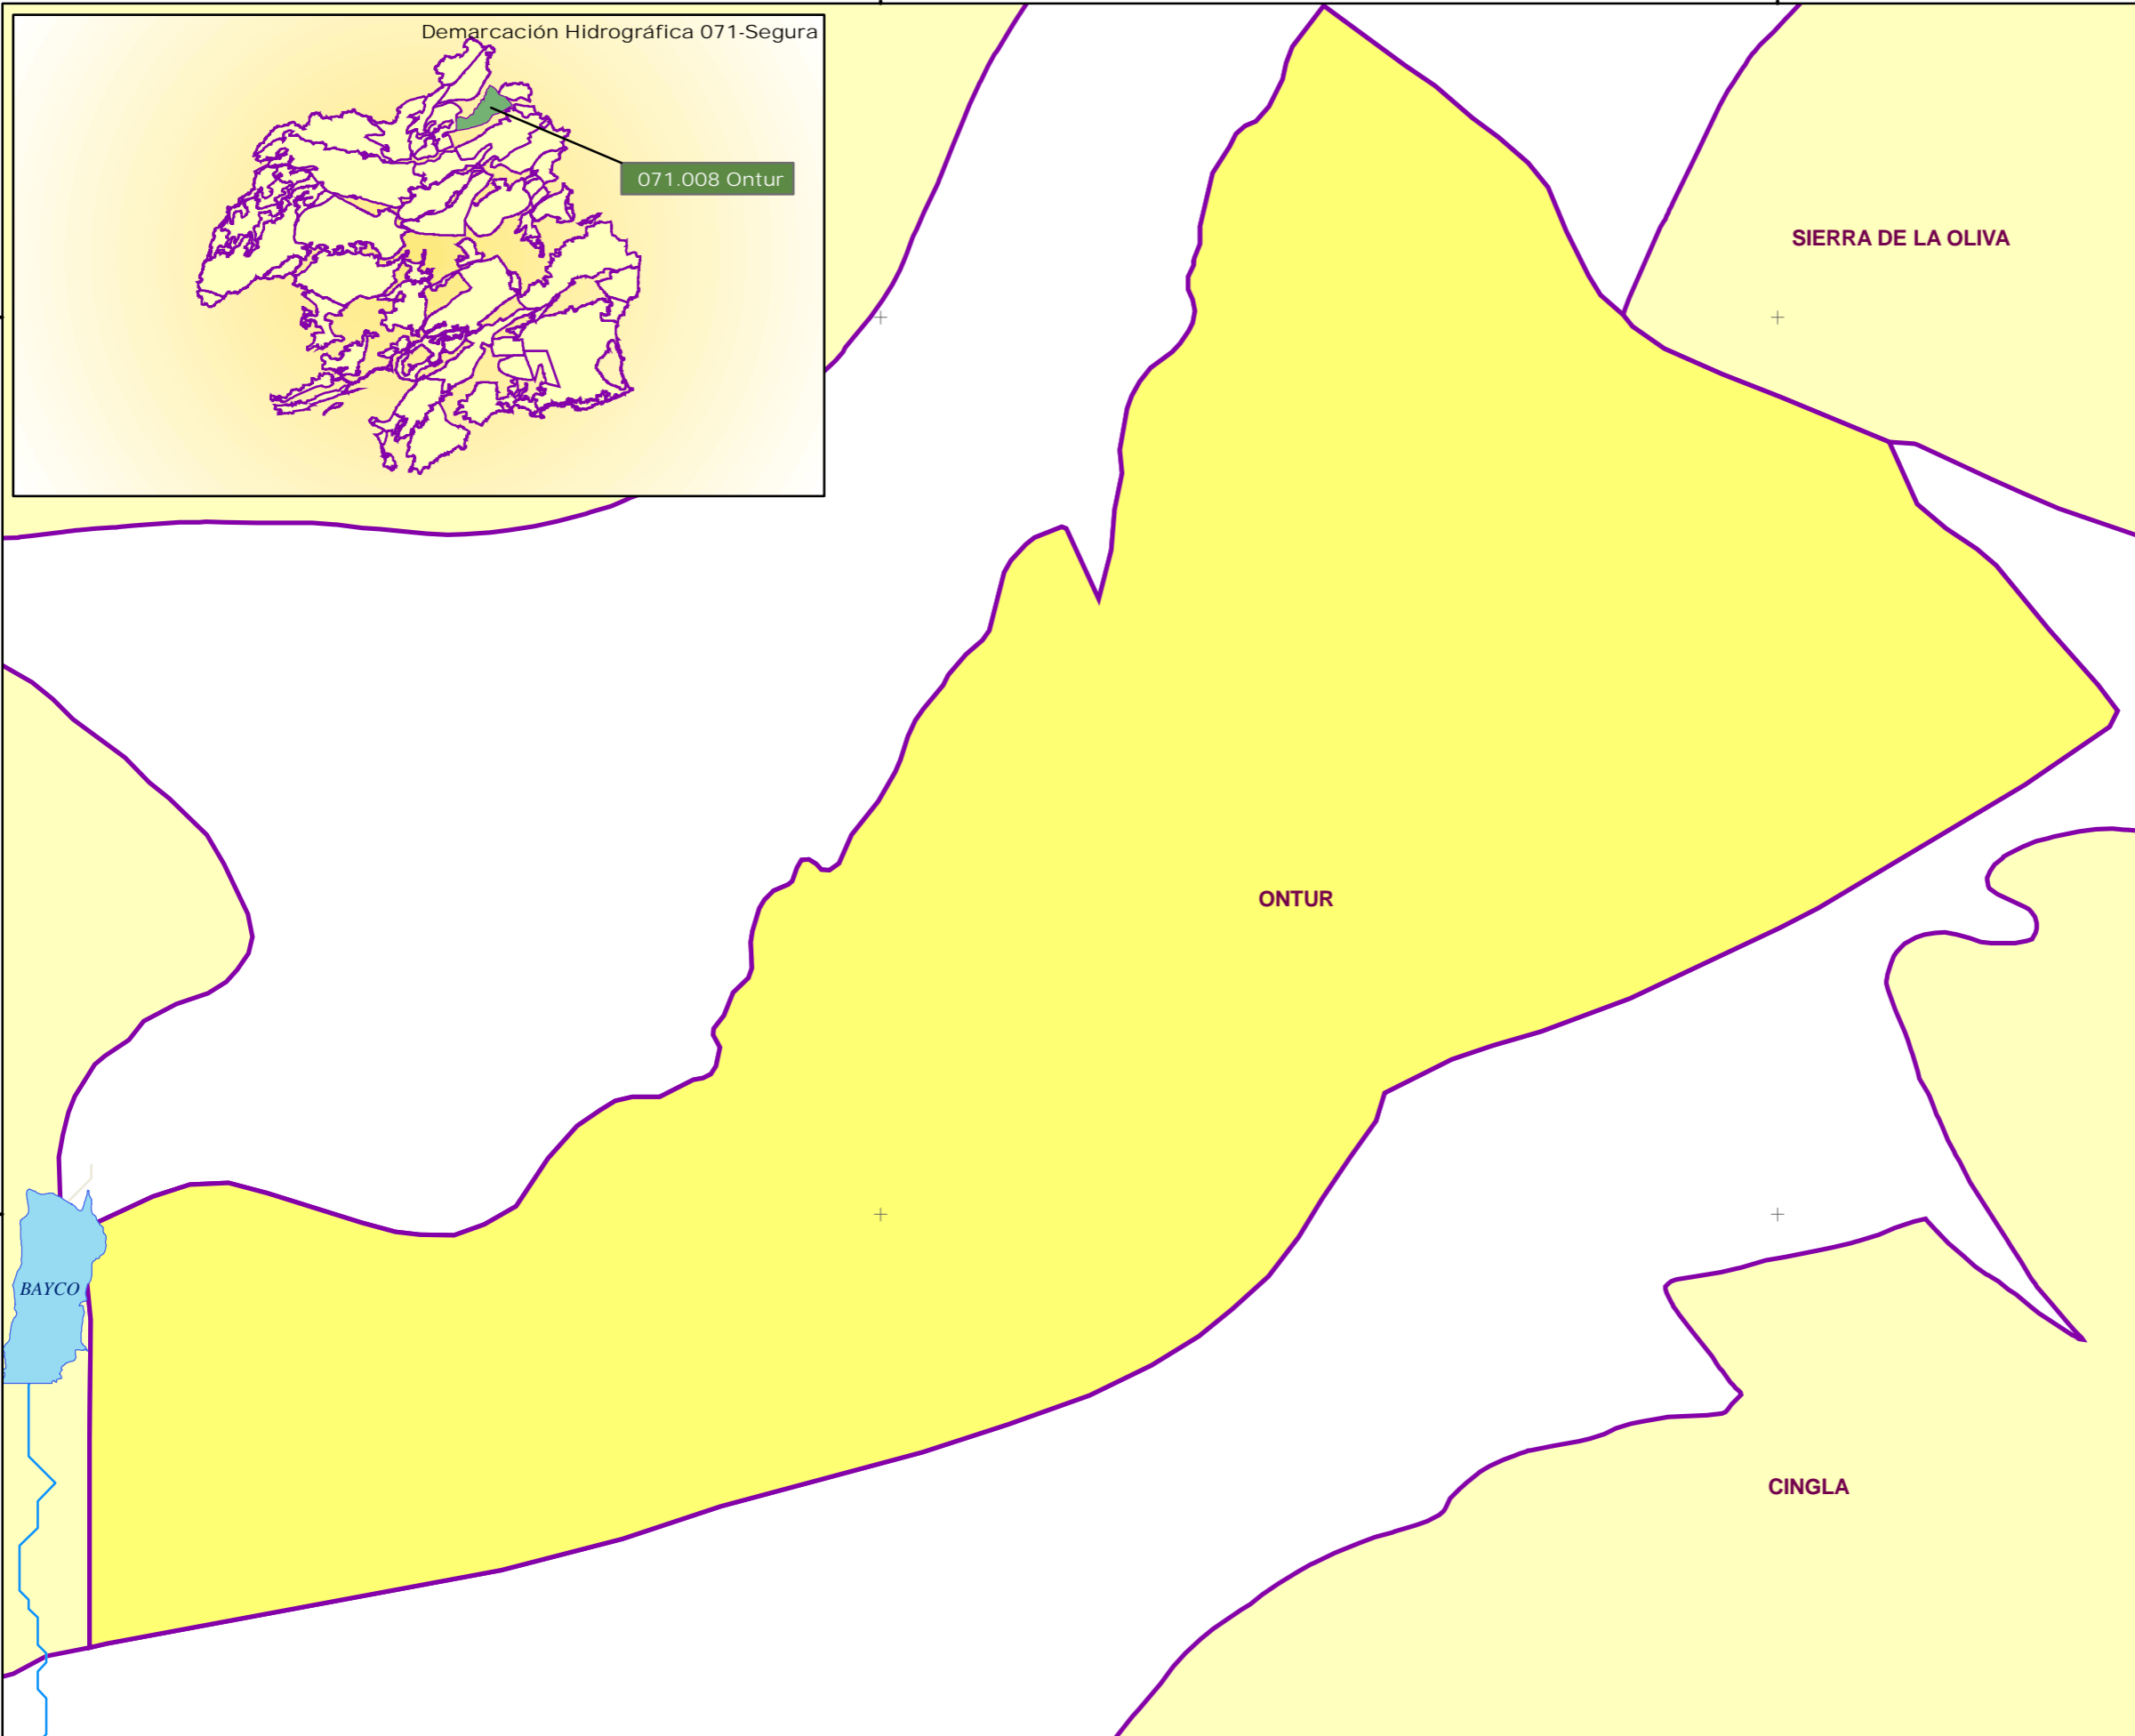 Demarcación Hidrográfica 071-Segura
071.008 Ontur
SIERRA DE LA OLIVA
ONTUR
BAYCO
CINGLA